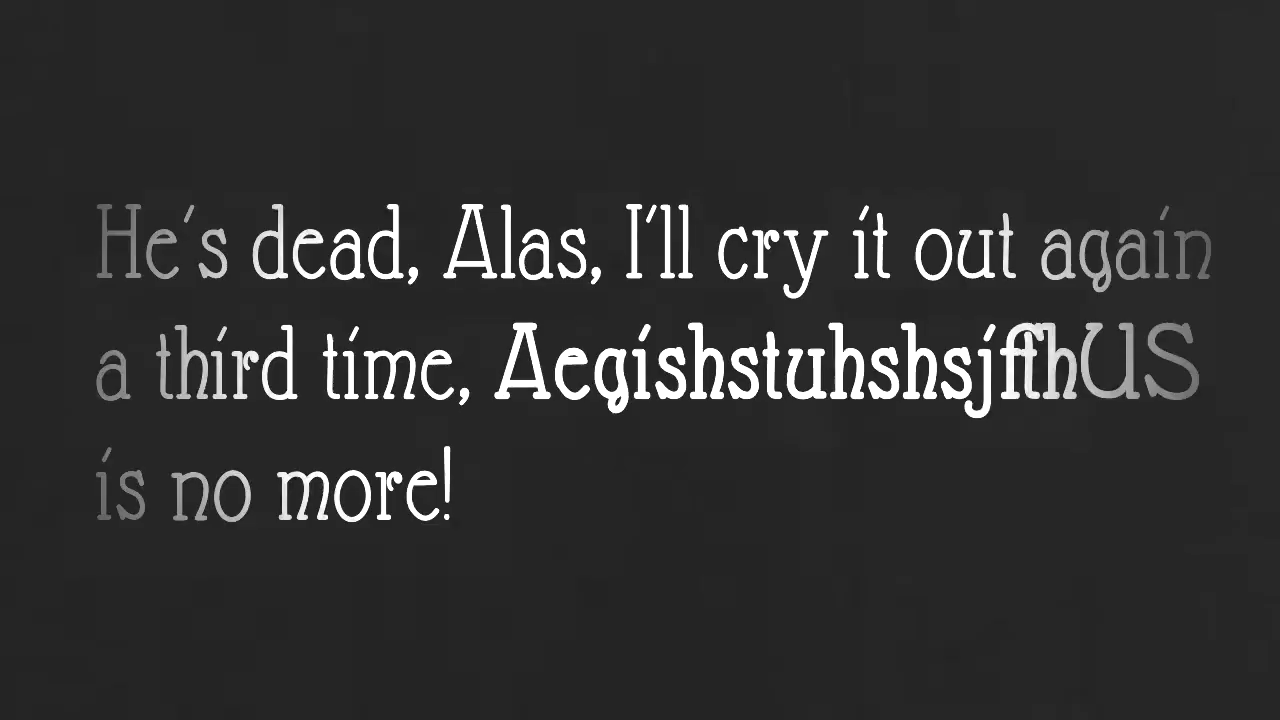 He's dead, Alas, I'll cry it out again
a third time, AegishstuhshsjffhUS
is no more!